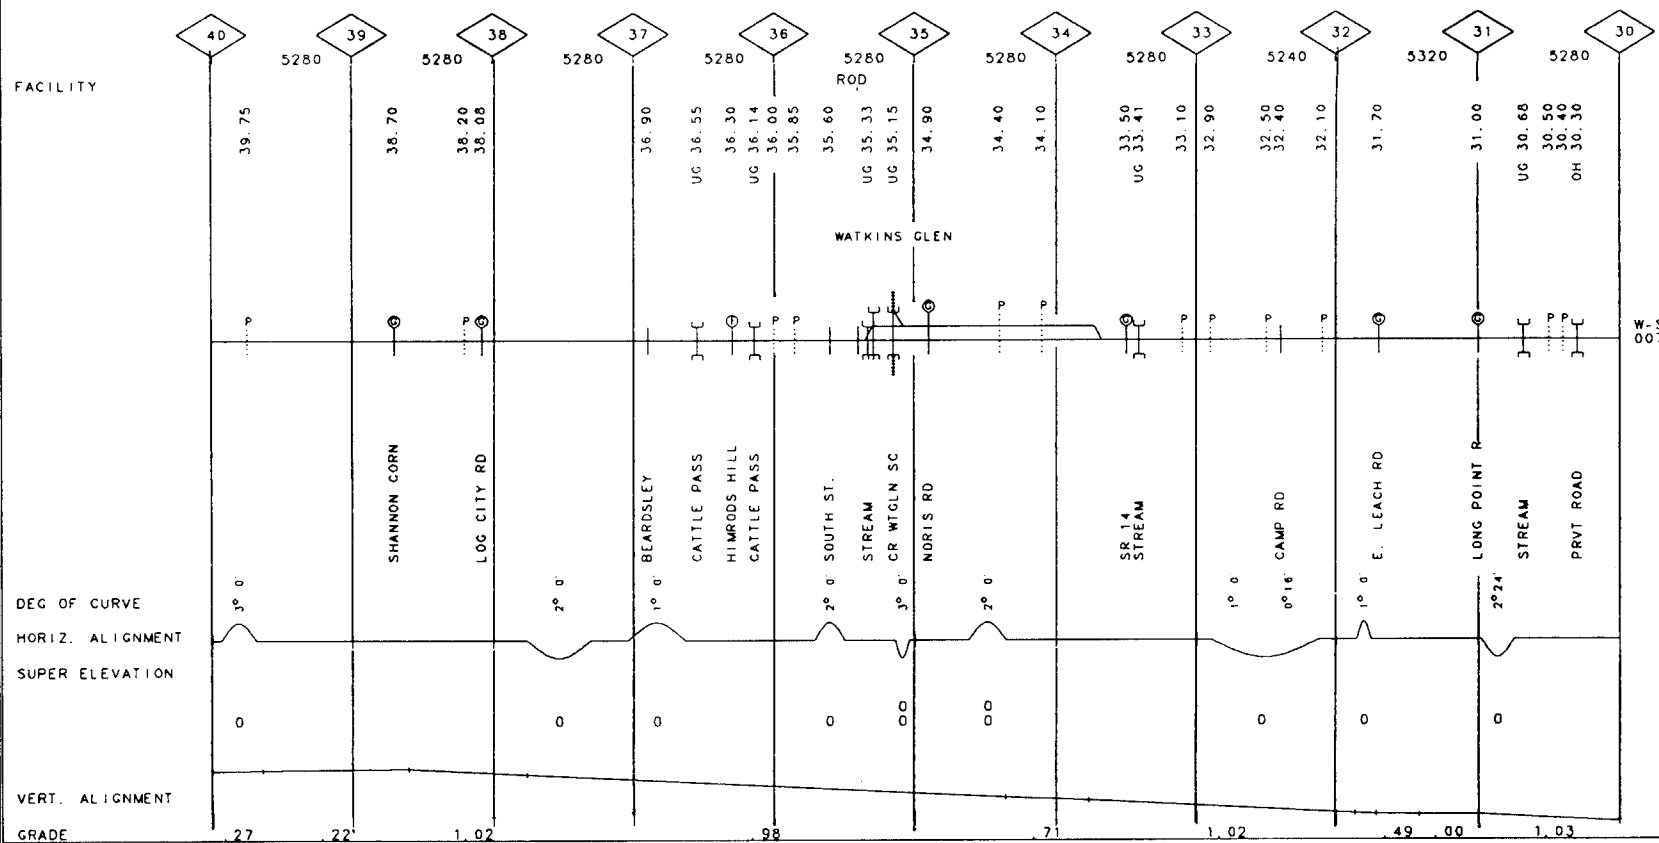 40 39 38 37 36 35 34 33 32 31 30
5280 5280 5280 5280 5280 5280 5280 5240 5320 5280
ROD
FACILITY
39.75
38.70
38.20
38.08
36.90
UG 36.55
36.30
UG 36.14
36.00
35.85
35.60
UG 35.33
UG 35.15
34.90
34.40
34.10
33.50
UG 33.41
33.10
32.90
32.50
32.40
32.10
31.70
31.00
UG 30.68
30.50
30.40
OH 30.30
WATKINS GLEN
P G P G T P P G P P G P P P P G G P P
W-
007
SHANNON CORN
LOG CITY RD
BEARDSLEY
CATTLE PASS
HIMRODS HILL
CATTLE PASS
SOUTH ST.
STREAM
CR WTGLN SC
NORIS RD
SR 14
STREAM
CAMP RD
E. LEACH RD
LONG POINT R
STREAM
PRVT ROAD
DEG OF CURVE
3° 0' 2° 0' 1° 0' 2° 0' 3° 0' 2° 0' 1° 0' 0°16' 1° 0' 2°24'
HORIZ. ALIGNMENT
SUPER ELEVATION
0 0
0 0 0 0 0 0 0 0 0
VERT. ALIGNMENT
GRADE .27 .22 1.02 .98 .71 1.02 .49 .00 1.03